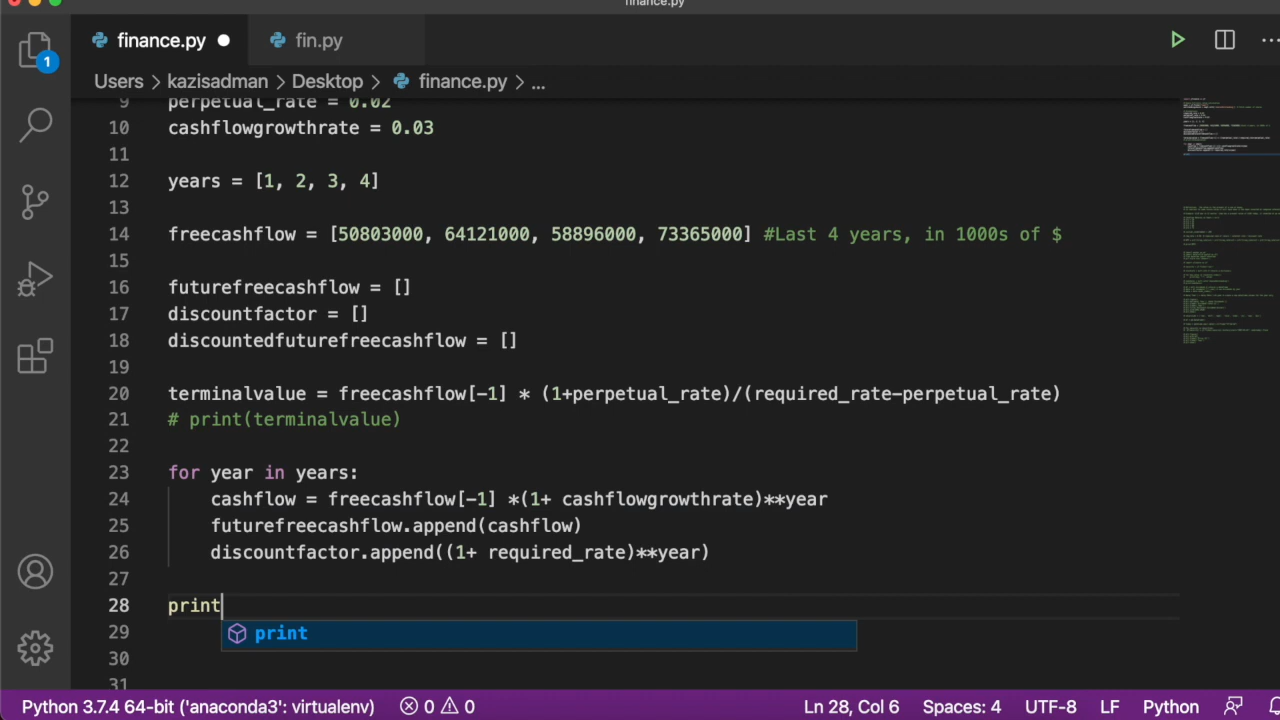 finance.py
finance.py fin.py
Users > kazisadman > Desktop > finance.py > ...
1
9 perpetual_rate = 0.02
10 cashflowgrowthrate = 0.03
11
12 years = [1, 2, 3, 4]
13
14 freecashflow = [50803000, 64121000, 58896000, 73365000] #Last 4 years, in 1000s of $
15
16 futurefreecashflow = []
17 discountfactor = []
18 discountedfuturefreecashflow = []
19
20 terminalvalue = freecashflow[-1] * (1+perpetual_rate)/(required_rate-perpetual_rate)
21 # print(terminalvalue)
22
23 for year in years:
24 cashflow = freecashflow[-1] *(1+ cashflowgrowthrate)**year
25 futurefreecashflow.append(cashflow)
26 discountfactor.append((1+ required_rate)**year)
27
28 print
29 print
30
31
Python 3.7.4 64-bit ('anaconda3': virtualenv) 0 0 Ln 28, Col 6 Spaces: 4 UTF-8 LF Python